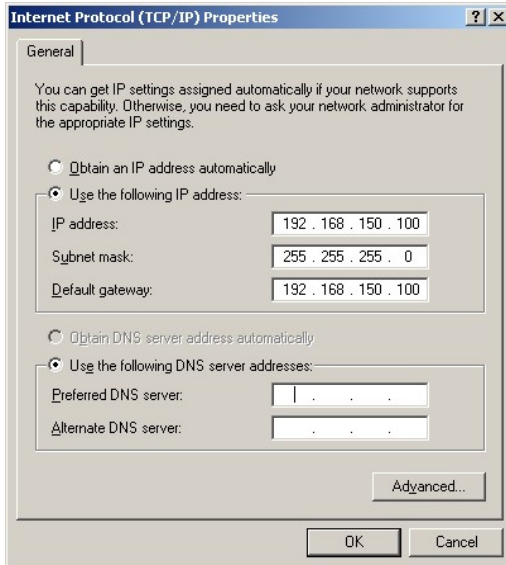 Internet Protocol (TCP/IP) Properties
General
You can get IP settings assigned automatically if your network supports
this capability. Otherwise, you need to ask your network administrator for
the appropriate IP settings.
Obtain an IP address automatically
Use the following IP address:
IP address: 192 . 168 . 150 . 100
Subnet mask: 255 . 255 . 255 . 0
Default gateway: 192 . 168 . 150 . 100
Obtain DNS server address automatically
Use the following DNS server addresses:
Preferred DNS server: . . .
Alternate DNS server: . . .
Advanced...
OK Cancel